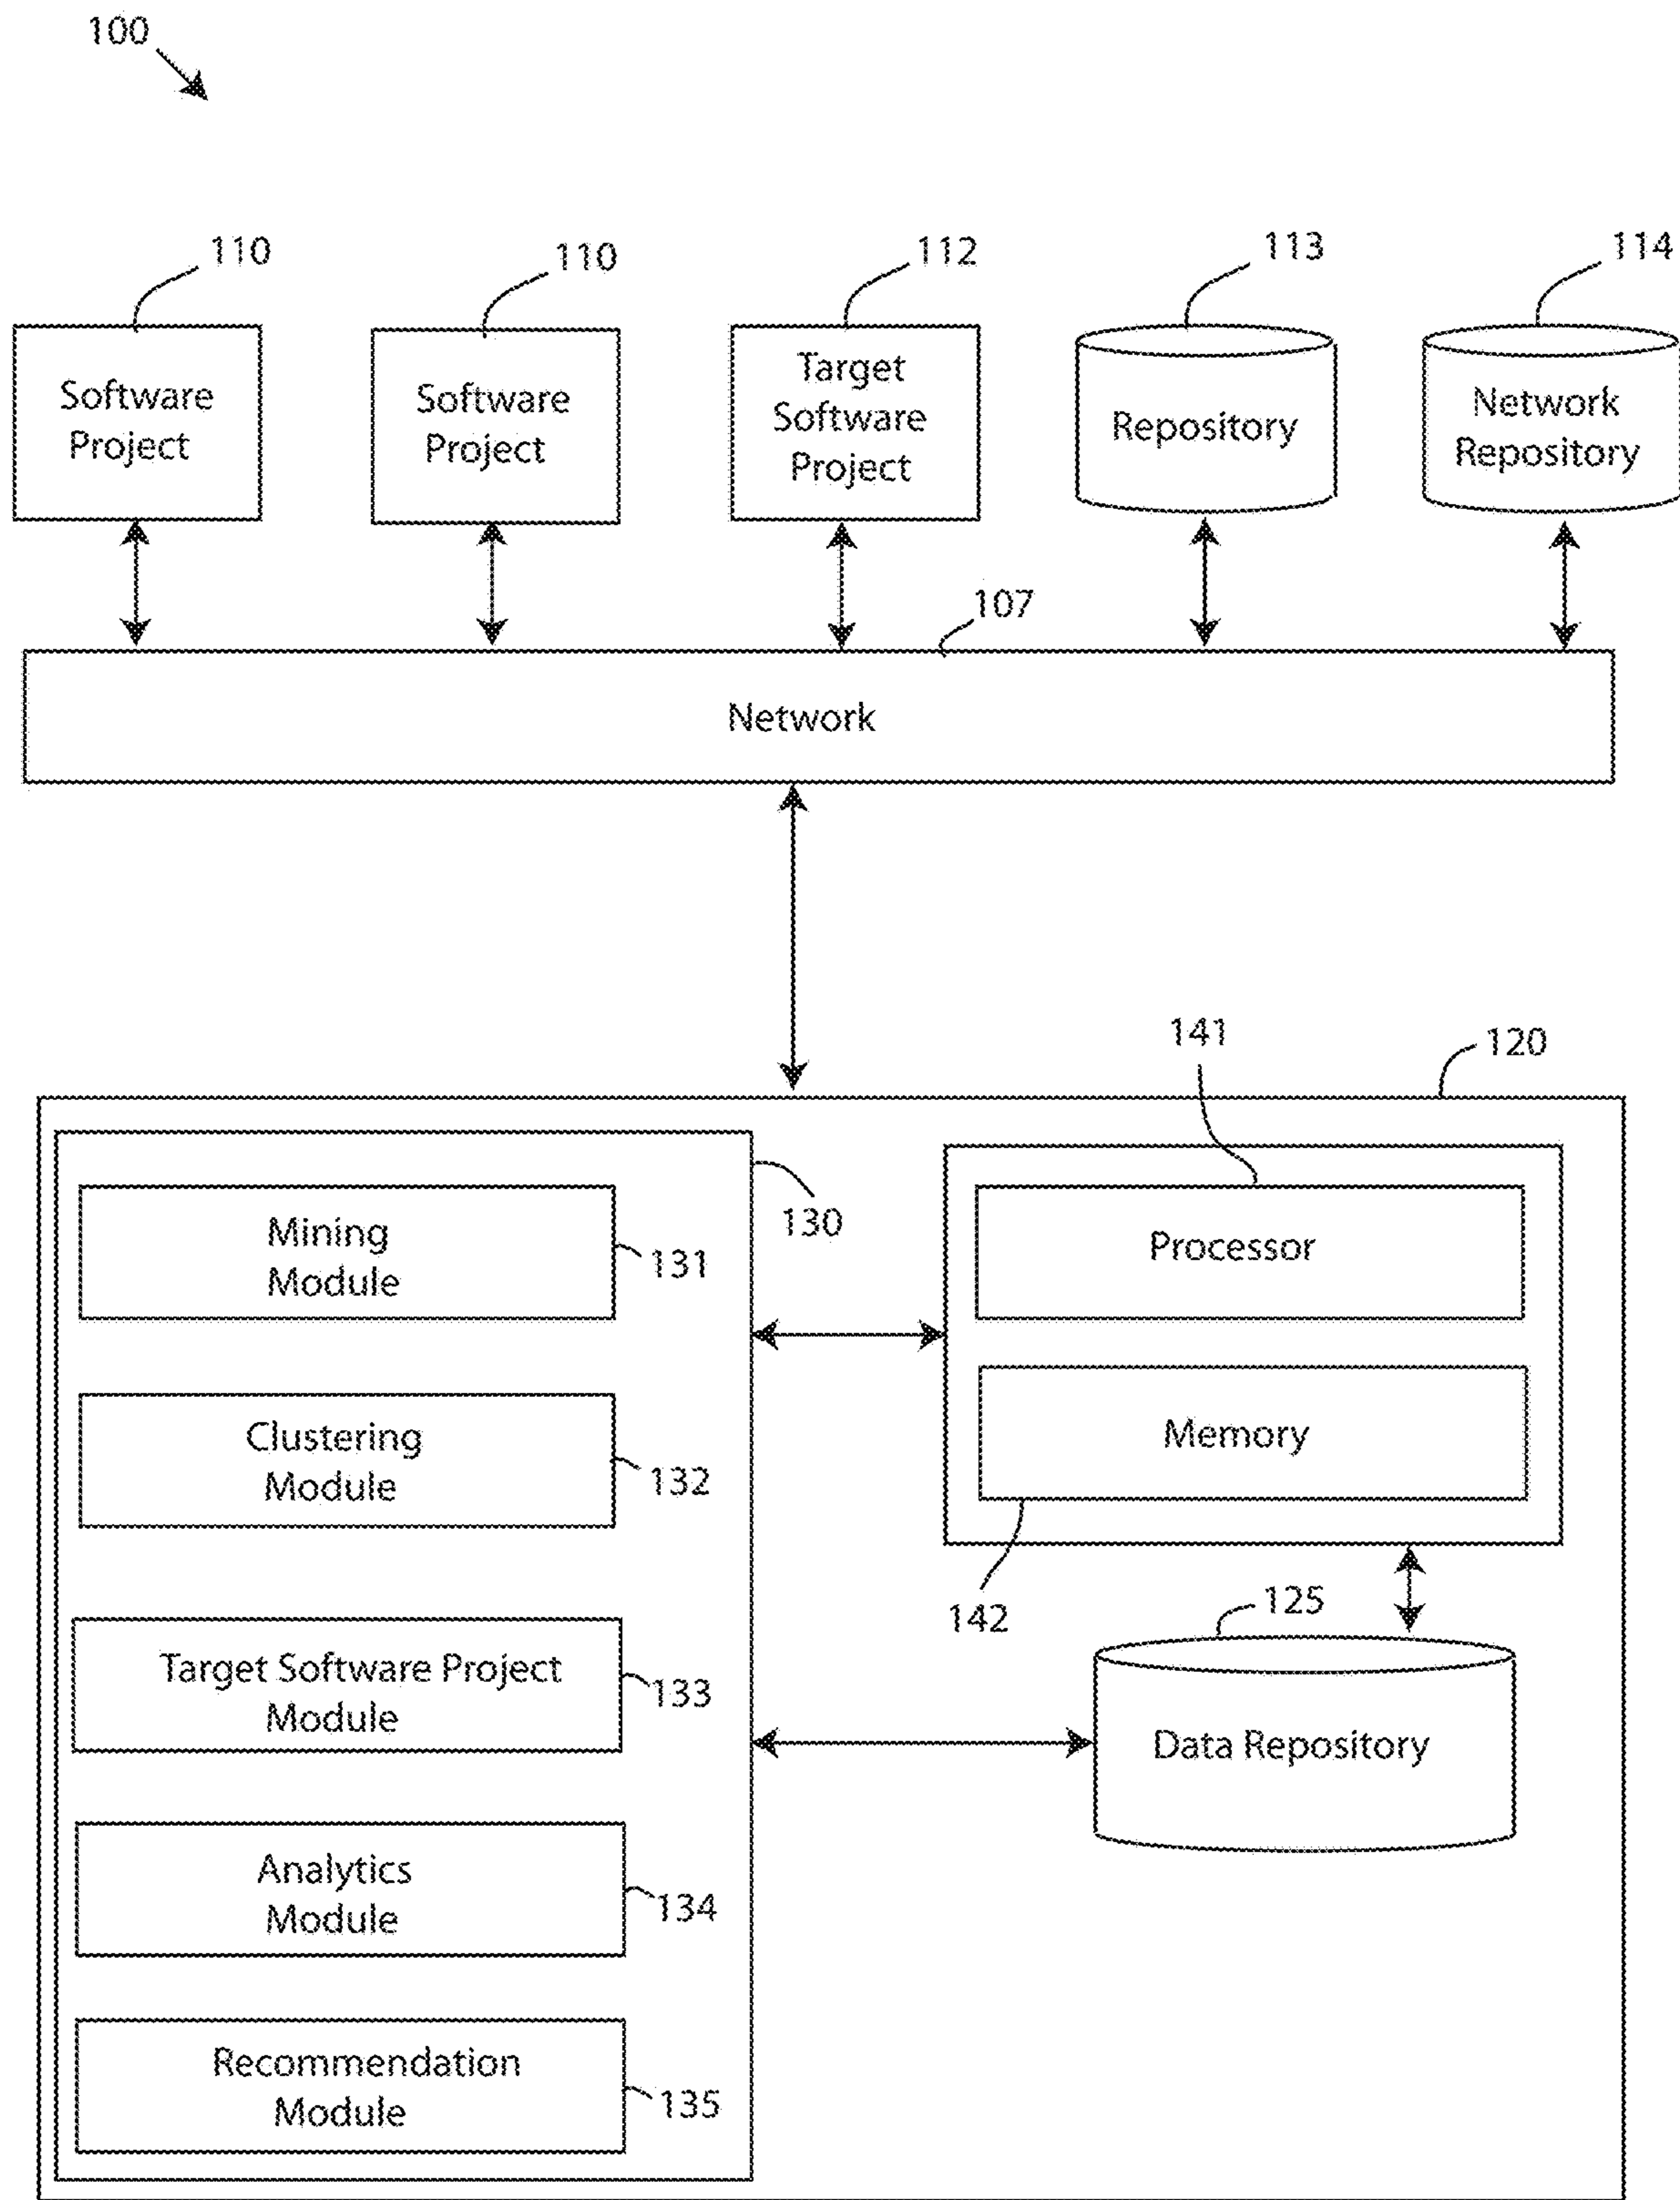 100
110
110
112
113
114
Software
Project
Software
Project
Target
Software
Project
Repository
Network
Repository
107
Network
141
120
130
Mining
Module
131
Processor
Clustering
Module
132
Memory
142
125
Target Software Project
Module
133
Data Repository
Analytics
Module
134
Recommendation
Module
135